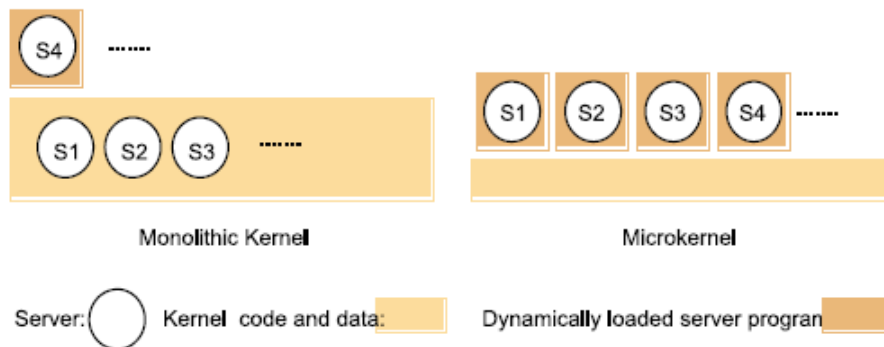 S4 .......
S1 S2 S3 .......
S1 S2 S3 S4 .......
Monolithic Kernel
Microkernel
Server: Kernel code and data: Dynamically loaded server program